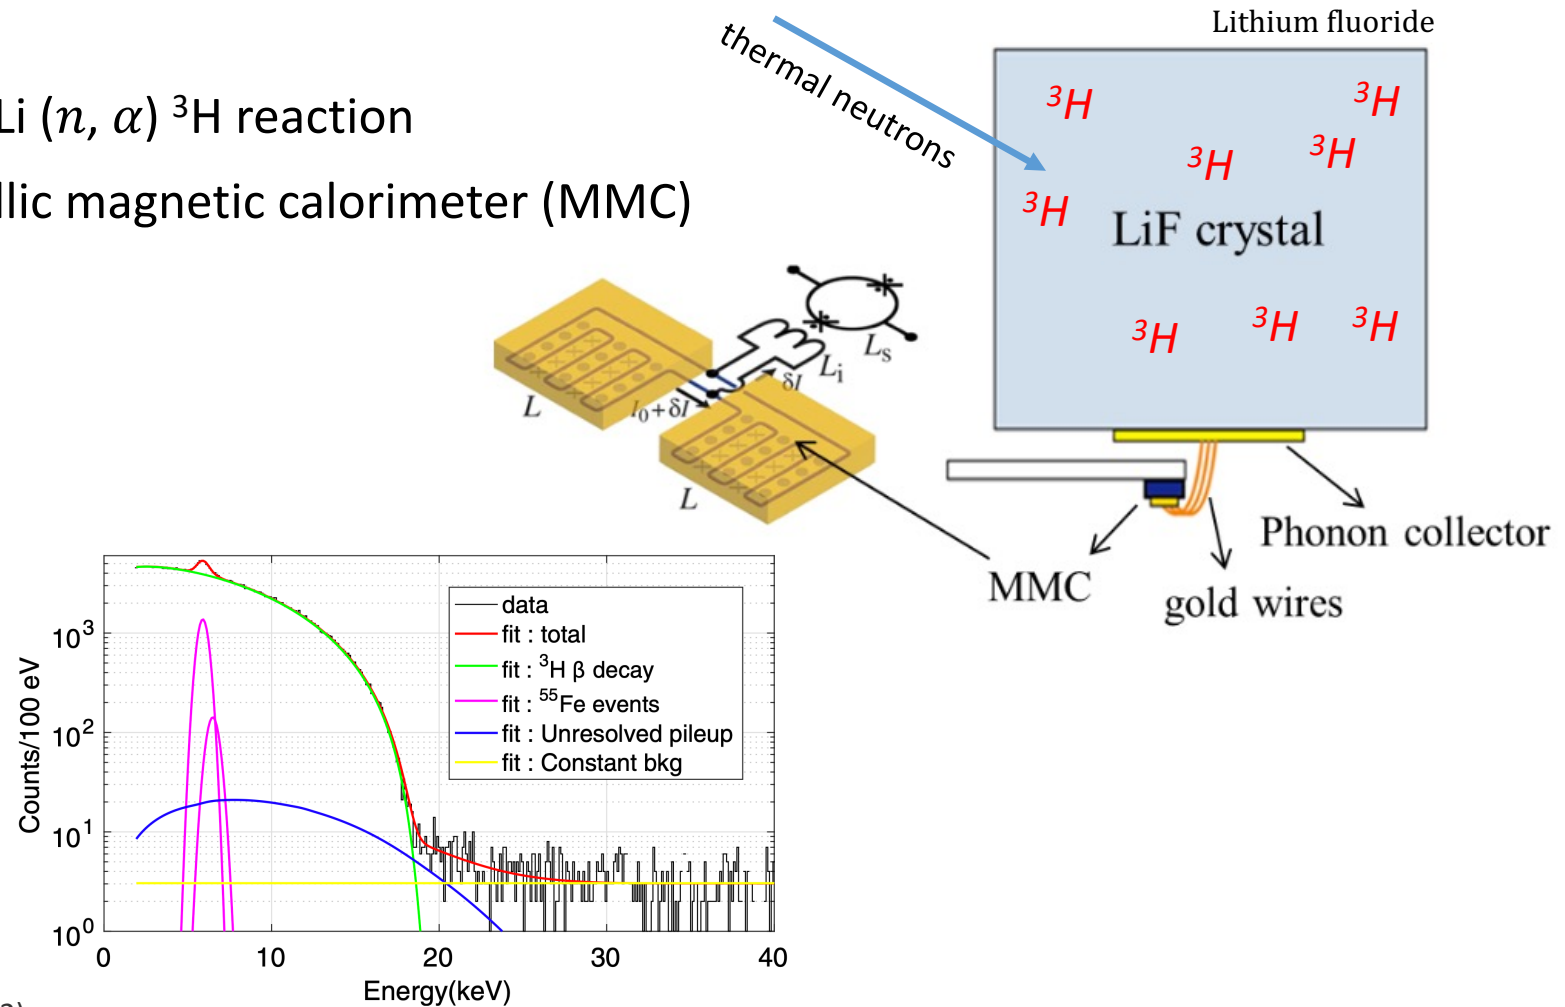 Lithium fluoride
thermal neutrons
Li (n, α) ³H reaction
llic magnetic calorimeter (MMC)
³H
³H
³H
³H
³H
LiF crystal
³H
³H
³H
Ls
Li
δI
I₀+δI
L
L
Phonon collector
MMC
gold wires
data
fit : total
fit : ³H β decay
fit : ⁵⁵Fe events
fit : Unresolved pileup
fit : Constant bkg
Counts/100 eV
10³
10²
10¹
10⁰
0 10 20 30 40
Energy(keV)